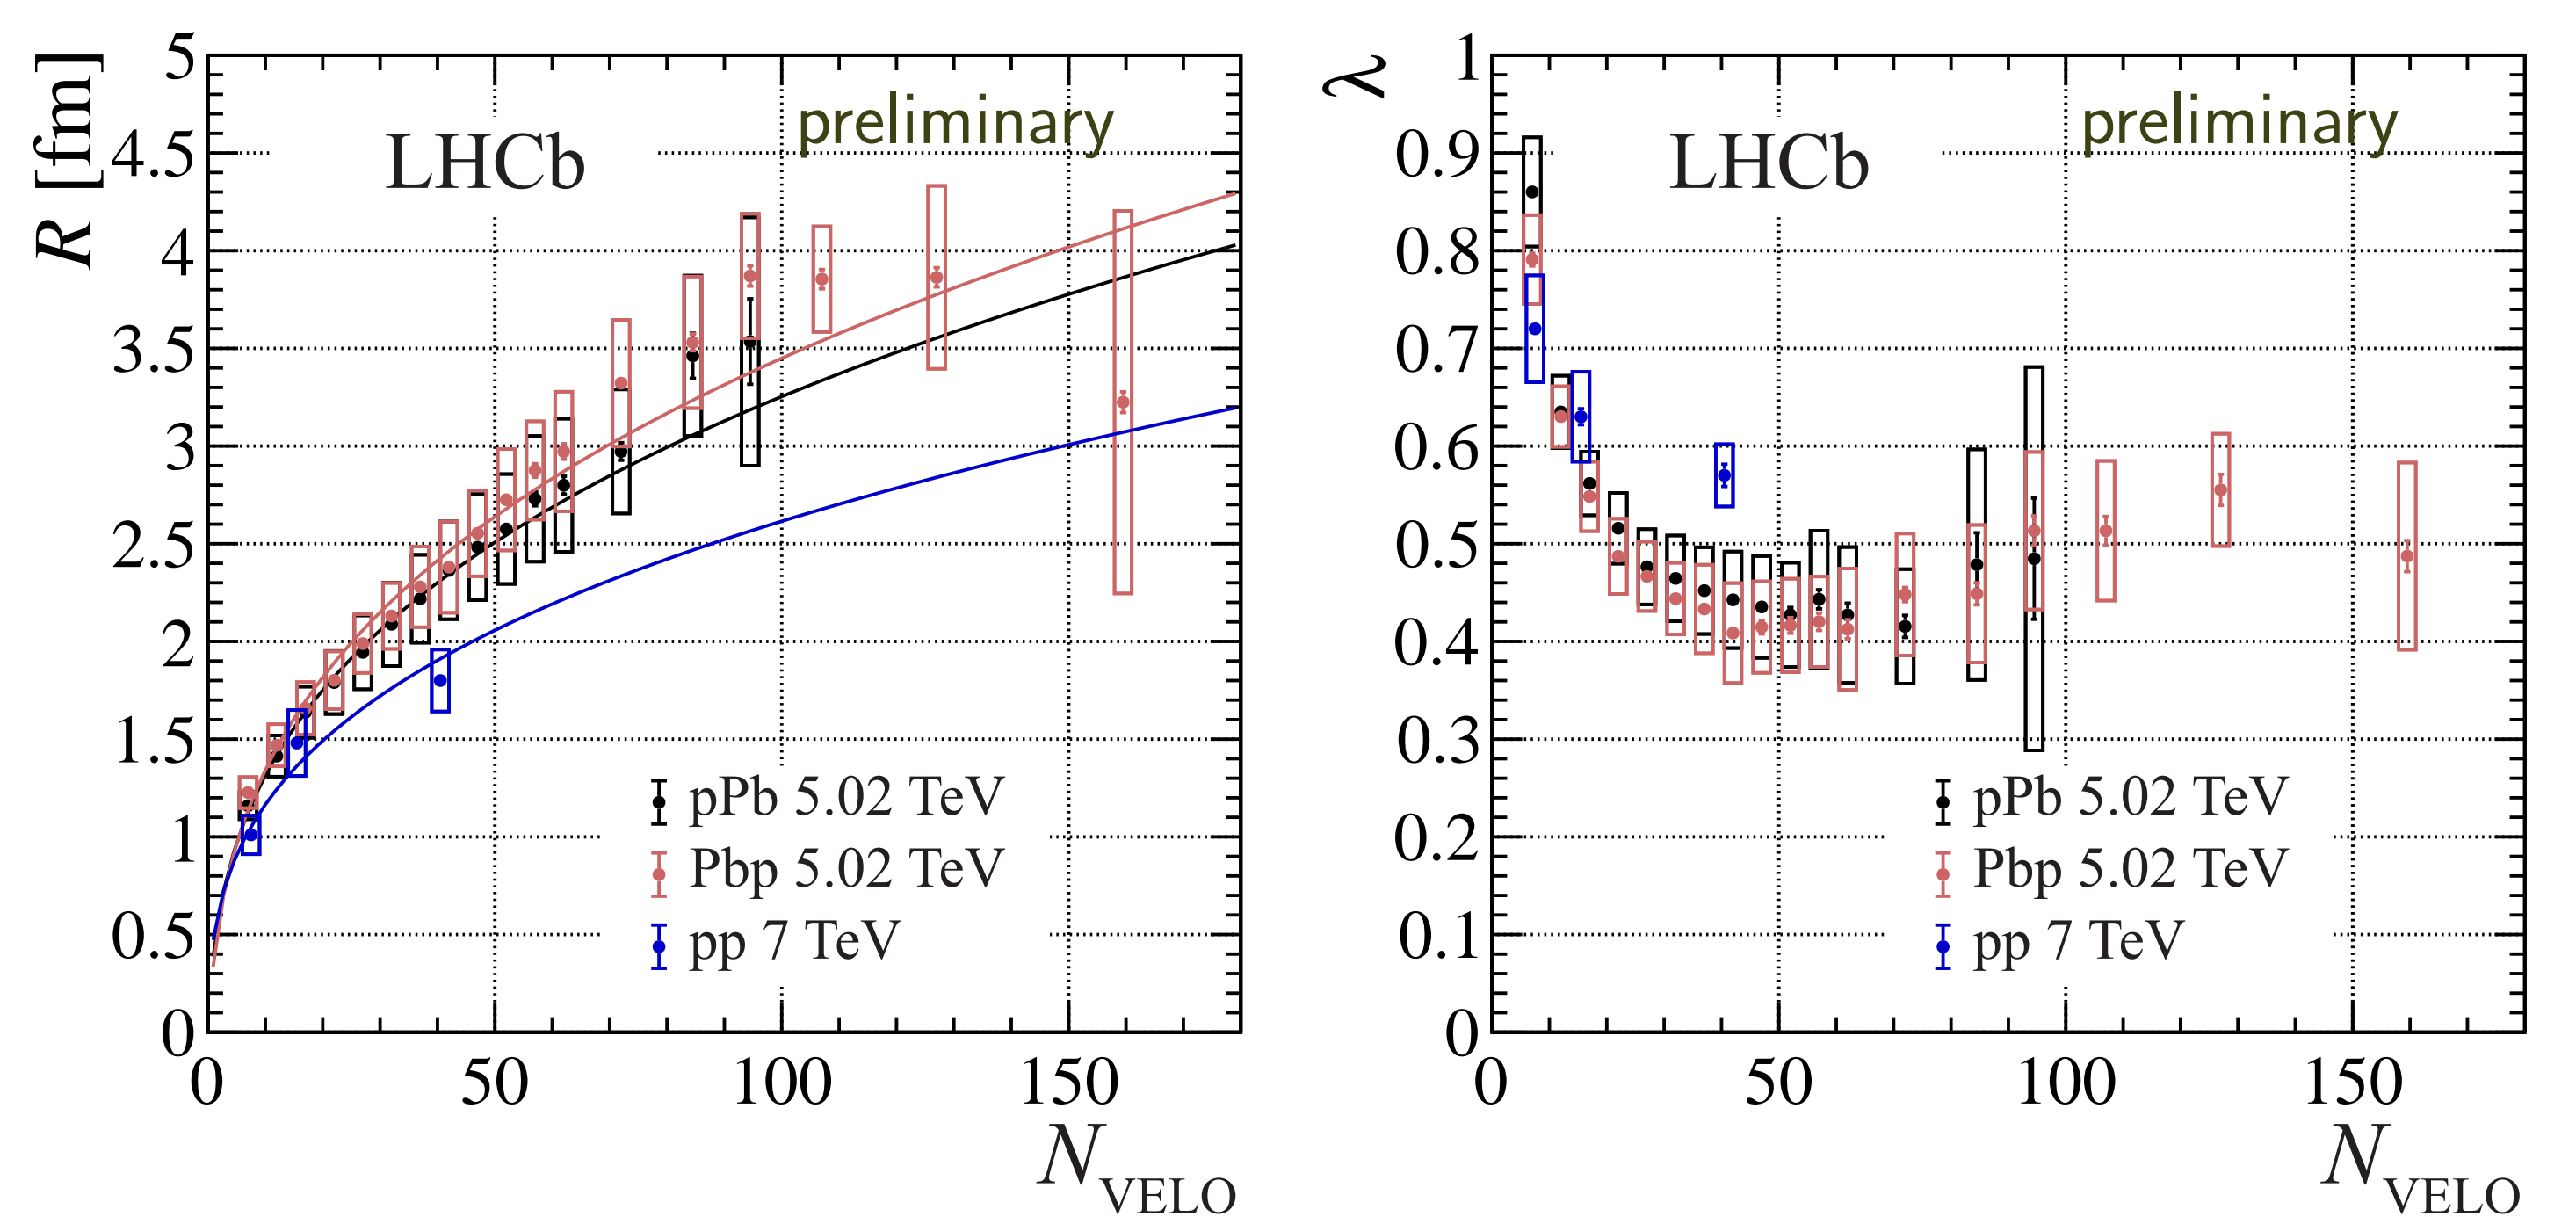 R [fm]
5
4.5
4
3.5
3
2.5
2
1.5
1
0.5
0
LHCb
preliminary
pPb 5.02 TeV
Pbp 5.02 TeV
pp 7 TeV
0 50 100 150
N VELO
λ
1
0.9
0.8
0.7
0.6
0.5
0.4
0.3
0.2
0.1
0
LHCb
preliminary
pPb 5.02 TeV
Pbp 5.02 TeV
pp 7 TeV
0 50 100 150
N VELO